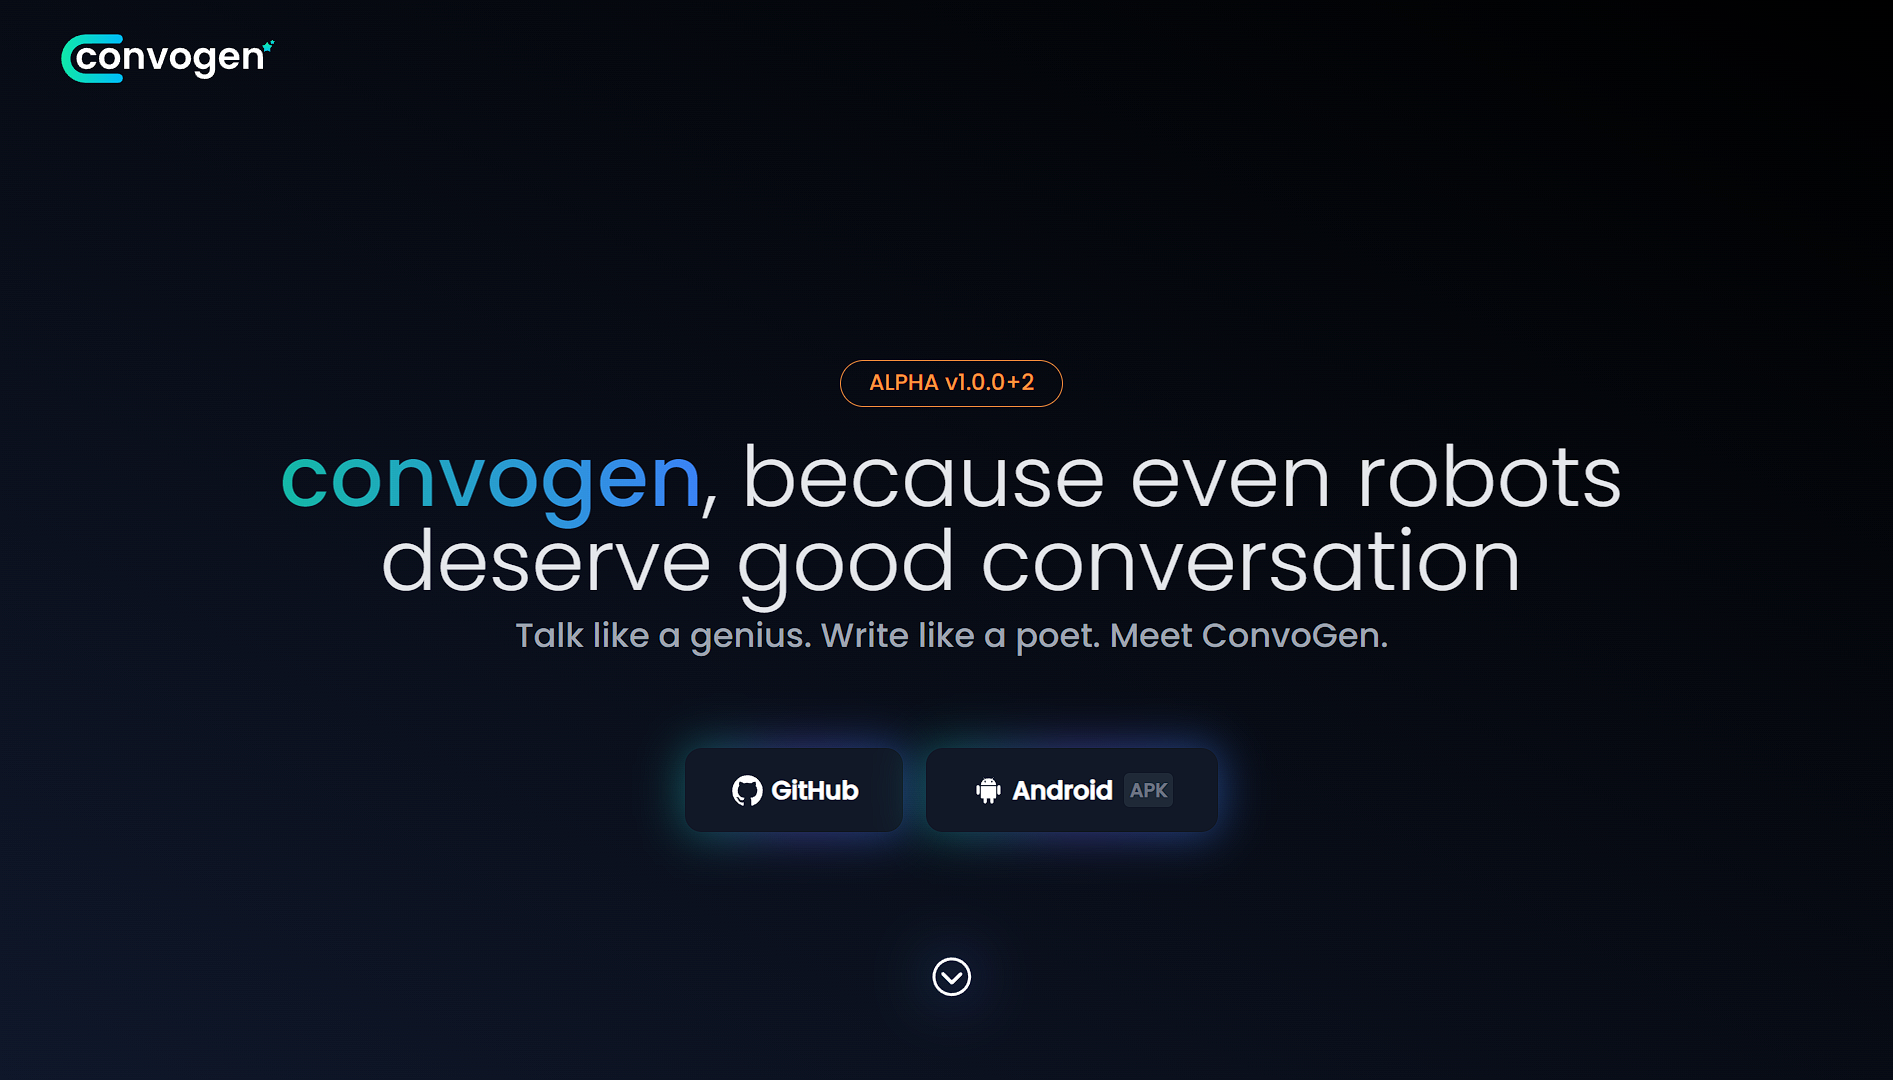 convogen
ALPHA v1.0.0+2
convogen, because even robots
deserve good conversation
Talk like a genius. Write like a poet. Meet ConvoGen.
GitHub
Android APK